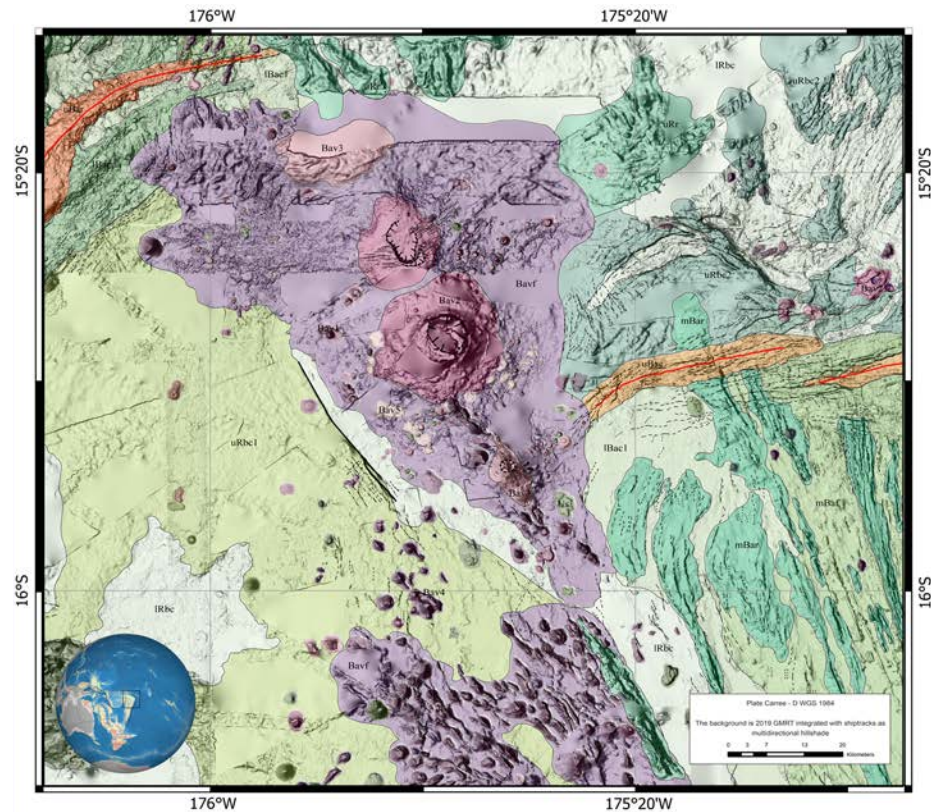 176°W 175°20'W
lBac1 lRbc uRbc2
Bav3 uRr
15°20'S 15°20'S
uRbc2
Bav2 Bavf
mBar
Bav5
uRbc1 lBac1
mBaf1
mBar
16°S 16°S
Bav4
lRbc
Bavf lRbc
Plate Carree - D WGS 1984
The background is 2019 GMRT integrated with shiptracks as
multidirectional hillshade
0 3 7 13 20
Kilometers
176°W 175°20'W